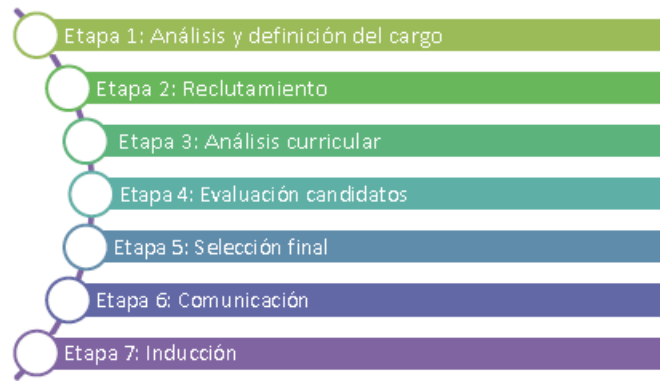 Etapa 1: Análisis y definición del cargo
Etapa 2: Reclutamiento
Etapa 3: Análisis curricular
Etapa 4: Evaluación candidatos
Etapa 5: Selección final
Etapa 6: Comunicación
Etapa 7: Inducción